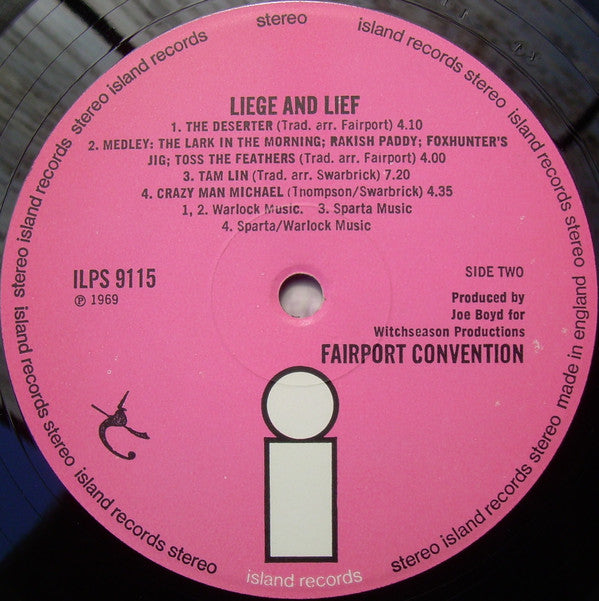 stereo
island records stereo island records stereo
LIEGE AND LIEF
1. THE DESERTER (Trad. arr. Fairport) 4.10
2. MEDLEY: THE LARK IN THE MORNING; RAKISH PADDY; FOXHUNTER'S
JIG; TOSS THE FEATHERS (Trad. arr. Fairport) 4.00
3. TAM LIN (Trad. arr. Swarbrick) 7.20
4. CRAZY MAN MICHAEL (Thompson/Swarbrick) 4.35
1, 2. Warlock Music. 3. Sparta Music
4. Sparta/Warlock Music
ILPS 9115
SIDE TWO
℗ 1969
Produced by
Joe Boyd for
Witchseason Productions
FAIRPORT CONVENTION
island records stereo island records stereo
made in england
stereo island records stereo island records stereo
island records
i